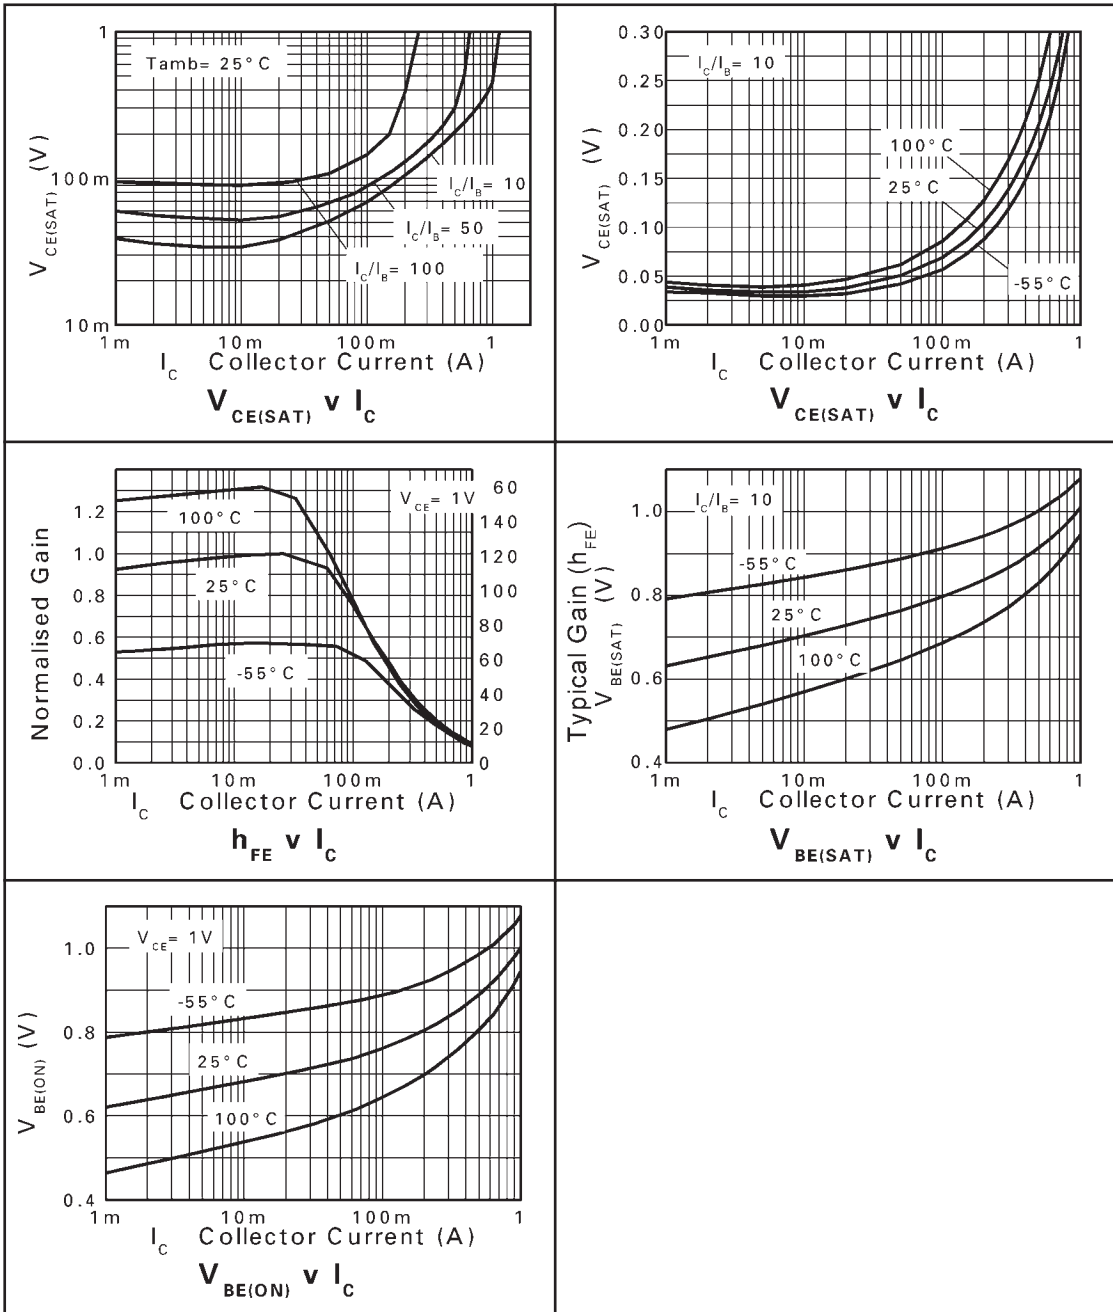 1
Tamb= 25°C
100m
10m
V_CE(SAT) (V)
I_C/I_B= 10
I_C/I_B= 50
I_C/I_B= 100
1m 10m 100m 1
I_C Collector Current (A)
V_CE(SAT) v I_C
0.30
0.25
0.20
0.15
0.10
0.05
0.00
V_CE(SAT) (V)
I_C/I_B= 10
100°C
25°C
-55°C
1m 10m 100m 1
I_C Collector Current (A)
V_CE(SAT) v I_C
1.2
1.0
0.8
0.6
0.4
0.2
0.0
Normalised Gain
V_CE= 1V
100°C
25°C
-55°C
60
140
120
90
70
60
40
20
0
1m 10m 100m 1
I_C Collector Current (A)
h_FE v I_C
Typical Gain (h_FE)
V_BE(SAT) (V)
1.0
0.8
0.6
0.4
I_C/I_B= 10
-55°C
25°C
100°C
1m 10m 100m 1
I_C Collector Current (A)
V_BE(SAT) v I_C
1.0
0.8
0.6
0.4
V_BE(ON) (V)
V_CE= 1V
-55°C
25°C
100°C
1m 10m 100m 1
I_C Collector Current (A)
V_BE(ON) v I_C